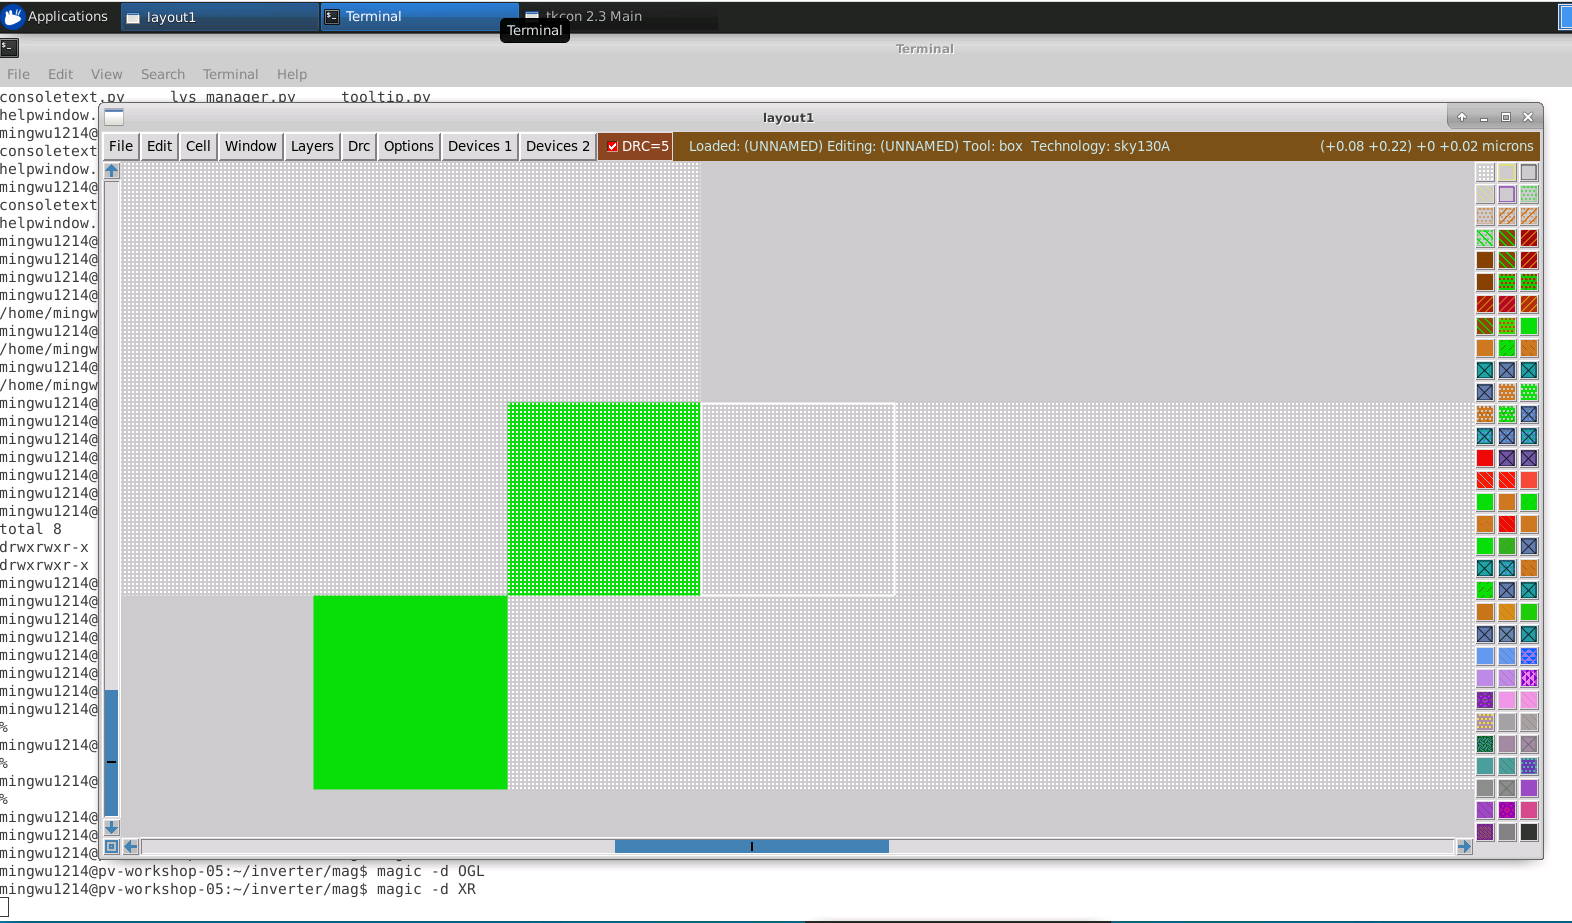 Applications layout1 Terminal tkcon 2.3 Main
Terminal
Terminal
File Edit View Search Terminal Help
consoletext.py lvs_manager.py tooltip.py
helpwindow.
layout1
mingwu1214@
File Edit Cell Window Layers Drc Options Devices 1 Devices 2 DRC=5 Loaded: (UNNAMED) Editing: (UNNAMED) Tool: box Technology: sky130A (+0.08 +0.22) +0 +0.02 microns
consoletext
helpwindow.
mingwu1214@
consoletext
helpwindow.
mingwu1214@
mingwu1214@
mingwu1214@
mingwu1214@
/home/mingw
mingwu1214@
/home/mingw
mingwu1214@
/home/mingw
mingwu1214@
mingwu1214@
mingwu1214@
mingwu1214@
mingwu1214@
mingwu1214@
mingwu1214@
total 8
drwxrwxr-x
drwxrwxr-x
mingwu1214@
mingwu1214@
mingwu1214@
mingwu1214@
mingwu1214@
mingwu1214@
mingwu1214@
mingwu1214@
%
mingwu1214@
%
mingwu1214@
%
mingwu1214@
mingwu1214@
mingwu1214@
mingwu1214@pv-workshop-05:~/inverter/mag$ magic -d OGL
mingwu1214@pv-workshop-05:~/inverter/mag$ magic -d XR